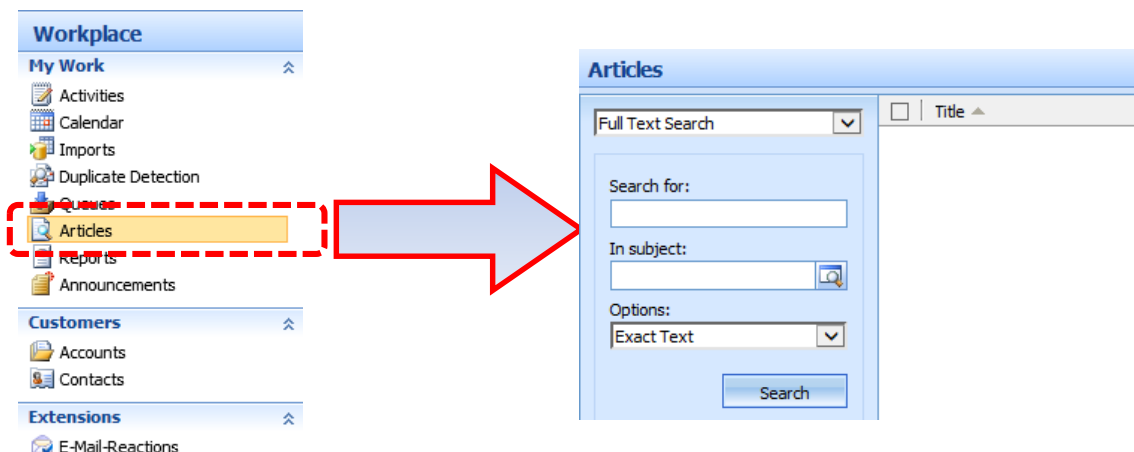 Workplace
My Work
Activities
Calendar
Imports
Duplicate Detection
Queues
Articles
Reports
Announcements
Customers
Accounts
Contacts
Extensions
E-Mail-Reactions
Articles
Full Text Search
Title
Search for:
In subject:
Options:
Exact Text
Search